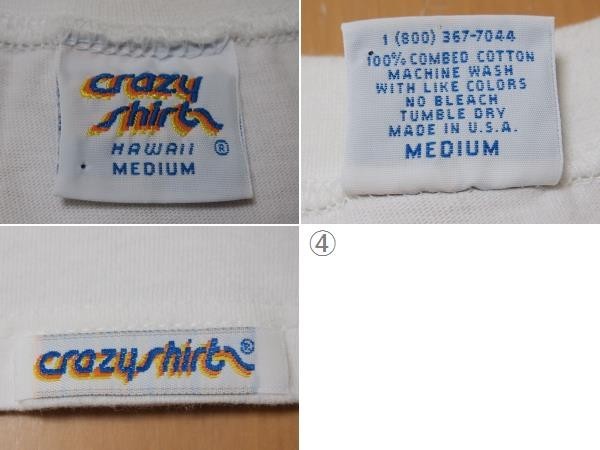 crazy
shirts
HAWAII ®
MEDIUM
1 (800) 367-7044
100% COMBED COTTON
MACHINE WASH
WITH LIKE COLORS
NO BLEACH
TUMBLE DRY
MADE IN U.S.A.
MEDIUM
crazy shirts ®
④